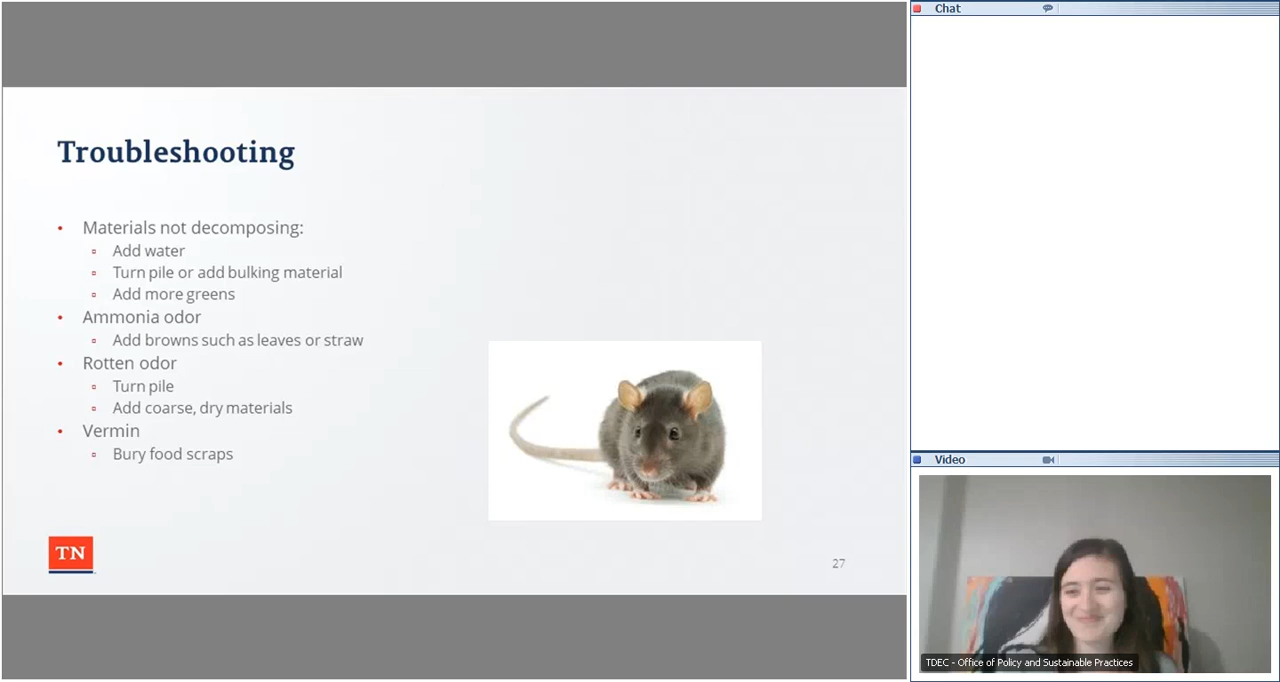 Troubleshooting
• Materials not decomposing:
▫ Add water
▫ Turn pile or add bulking material
▫ Add more greens
• Ammonia odor
▫ Add browns such as leaves or straw
• Rotten odor
▫ Turn pile
▫ Add coarse, dry materials
• Vermin
▫ Bury food scraps
TN
27
Chat
Video
TDEC - Office of Policy and Sustainable Practices